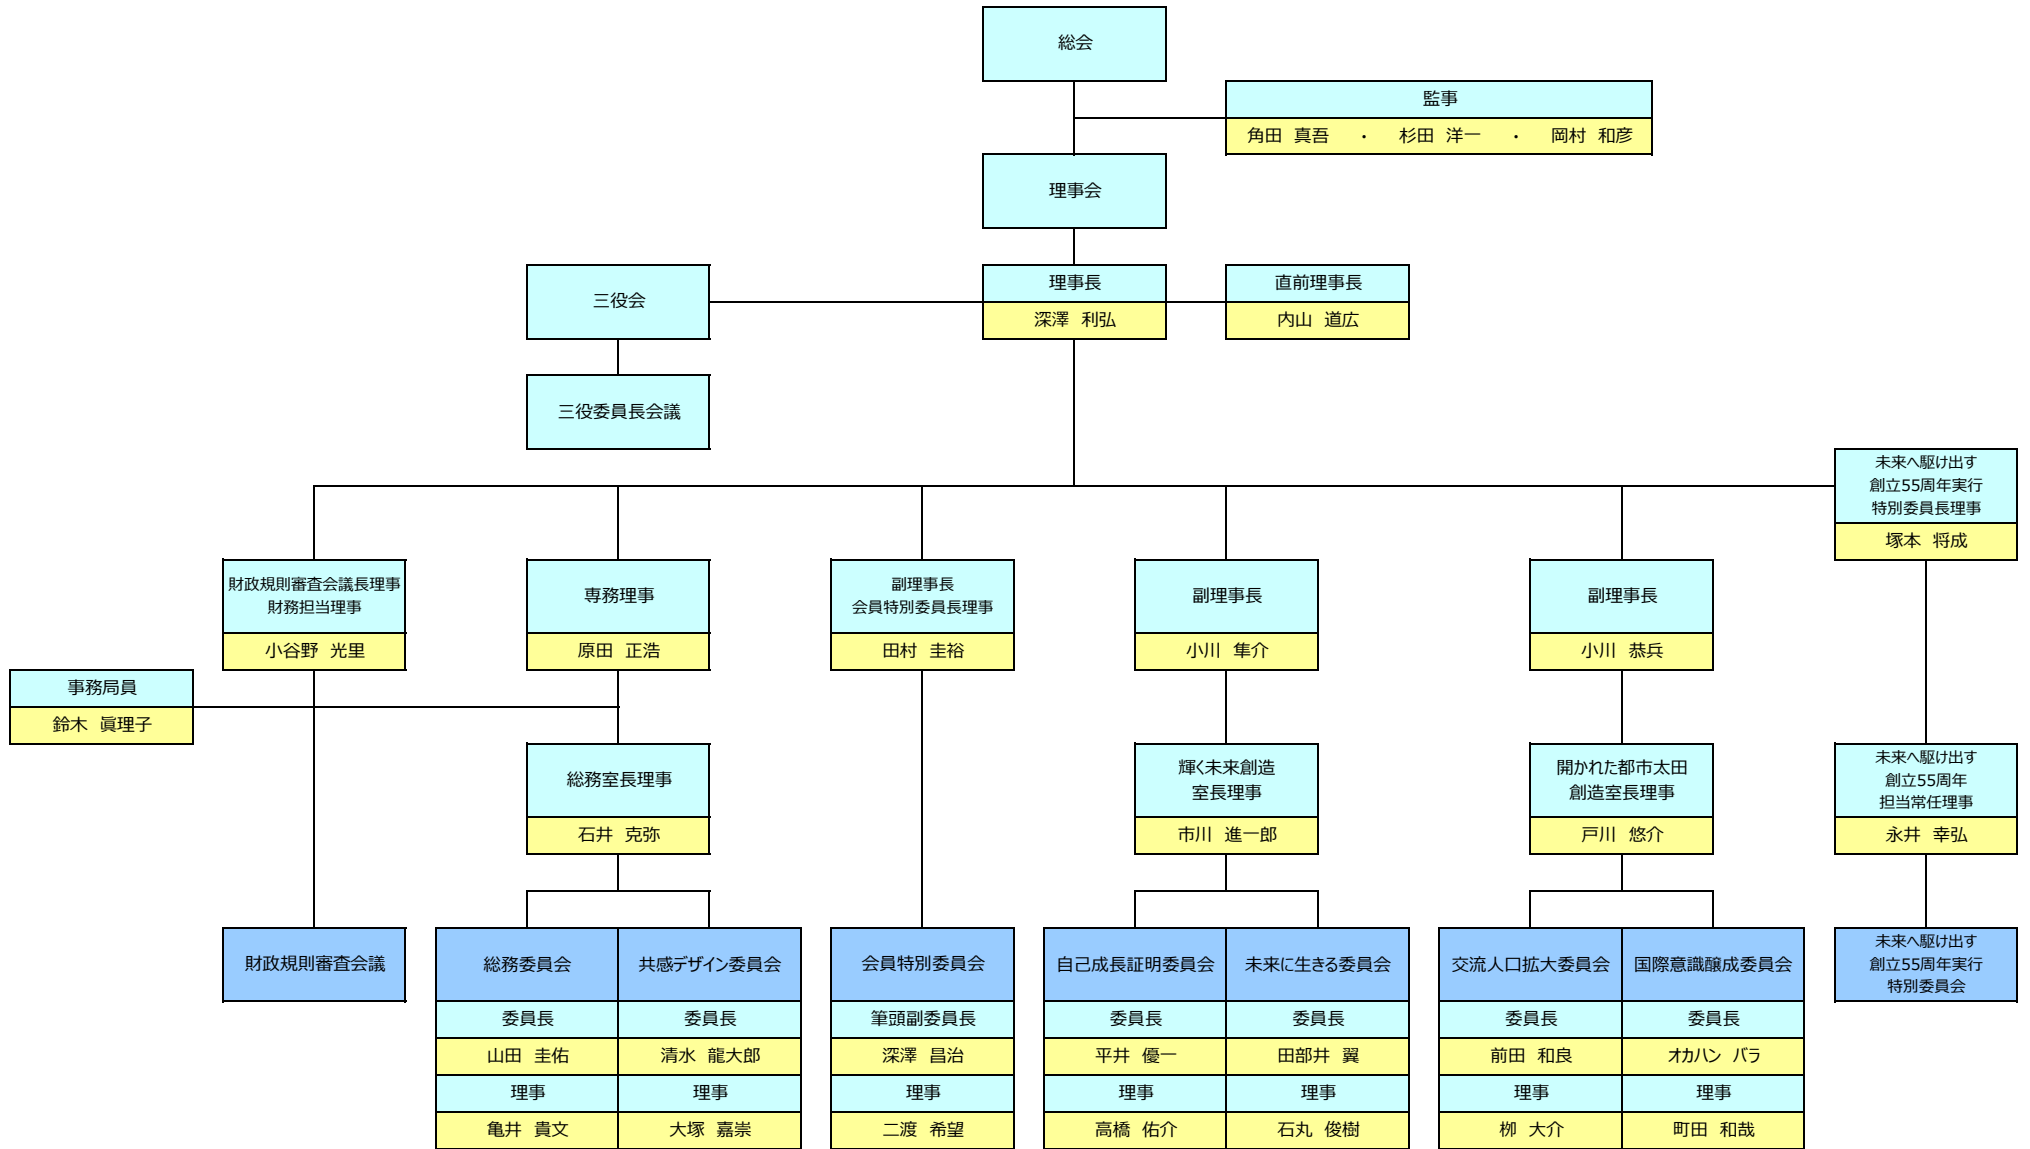 総会
監事
角田 真吾 ・ 杉田 洋一 ・ 岡村 和彦
理事会
三役会
理事長
深澤 利弘
直前理事長
内山 道広
三役委員長会議
未来へ駆け出す
創立55周年実行
特別委員長理事
塚本 将成
財政規則審査会議長理事
財務担当理事
小谷野 光里
専務理事
原田 正浩
副理事長
会員特別委員長理事
田村 圭裕
副理事長
小川 隼介
副理事長
小川 恭兵
事務局員
鈴木 眞理子
総務室長理事
石井 克弥
輝く未来創造
室長理事
市川 進一郎
開かれた都市太田
創造室長理事
戸川 悠介
未来へ駆け出す
創立55周年
担当常任理事
永井 幸弘
財政規則審査会議
総務委員会
委員長
山田 圭佑
理事
亀井 貴文
共感デザイン委員会
委員長
清水 龍大郎
理事
大塚 嘉崇
会員特別委員会
筆頭副委員長
深澤 昌治
理事
二渡 希望
自己成長証明委員会
委員長
平井 優一
理事
高橋 佑介
未来に生きる委員会
委員長
田部井 翼
理事
石丸 俊樹
交流人口拡大委員会
委員長
前田 和良
理事
栁 大介
国際意識醸成委員会
委員長
オカハン バラ
理事
町田 和哉
未来へ駆け出す
創立55周年実行
特別委員会